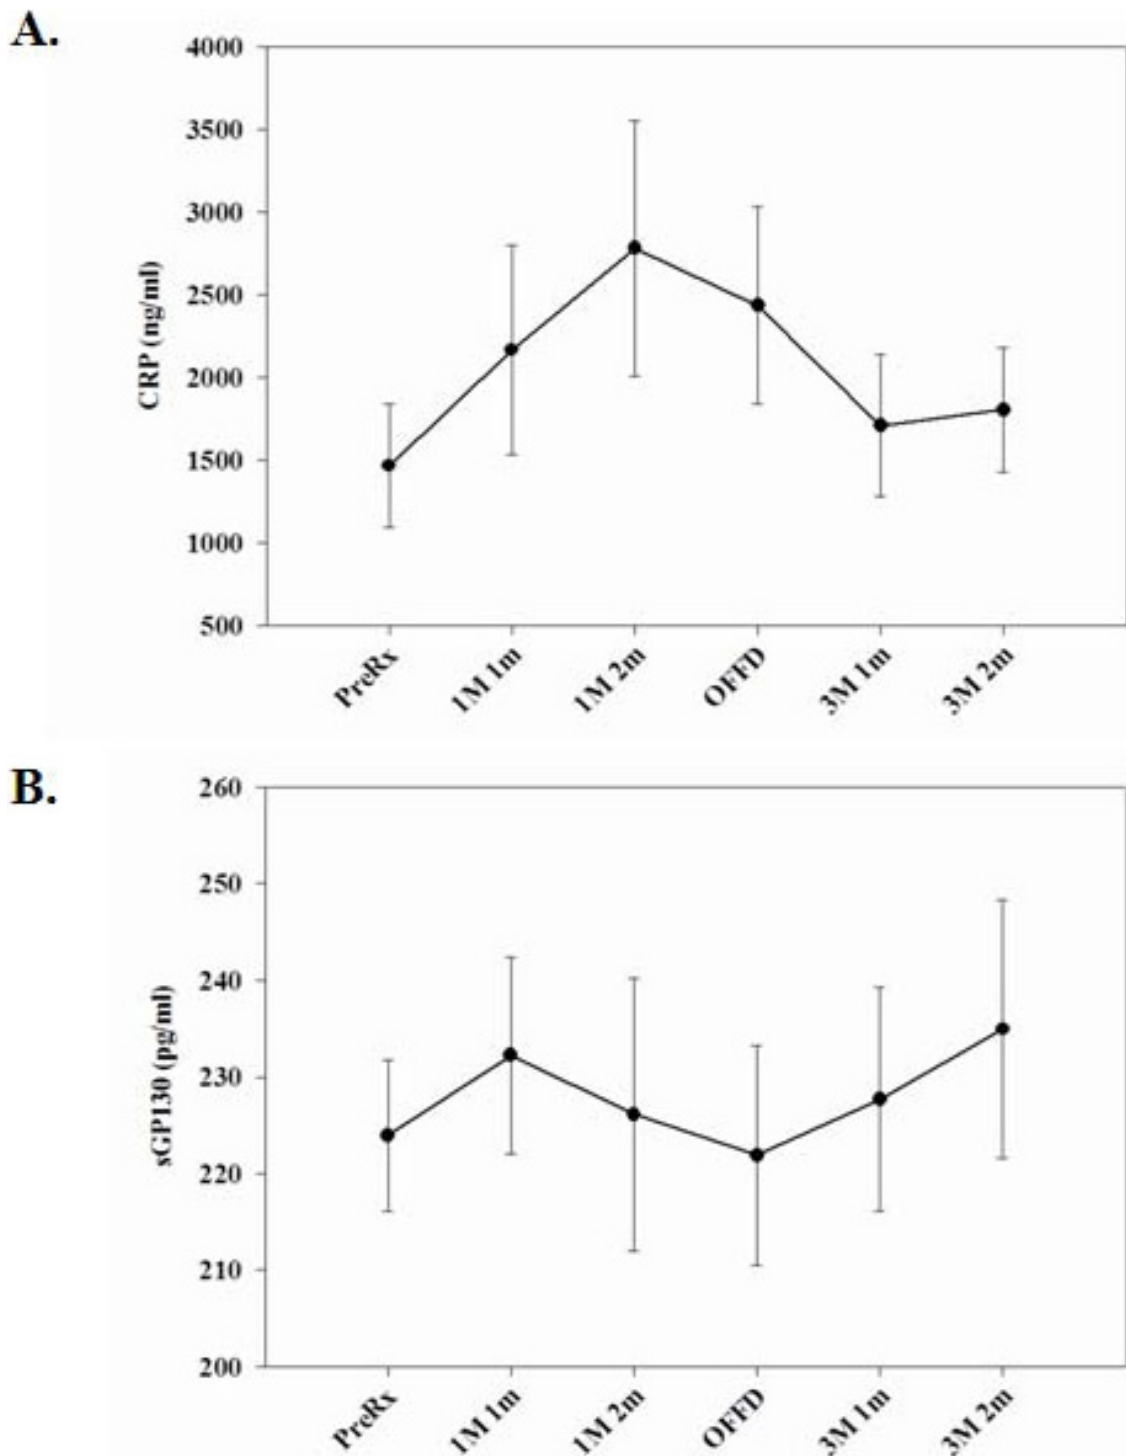 A.
4000
3500
3000
2500
2000
1500
1000
500
CRP (ng/ml)
PreRx
1M 1m
1M 2m
OFFD
3M 1m
3M 2m
B.
260
250
240
230
220
210
200
sGP130 (pg/ml)
PreRx
1M 1m
1M 2m
OFFD
3M 1m
3M 2m